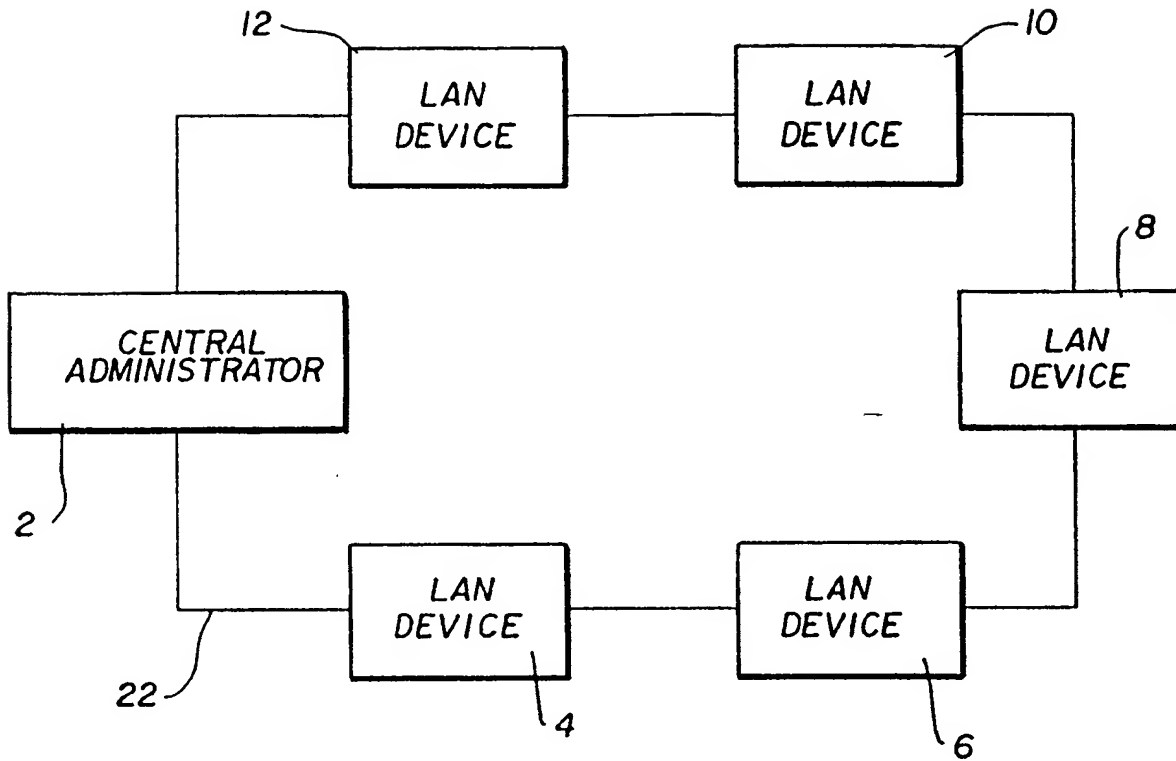 12
10
LAN
DEVICE
LAN
DEVICE
8
CENTRAL
ADMINISTRATOR
LAN
DEVICE
2
LAN
DEVICE
LAN
DEVICE
22
4
6